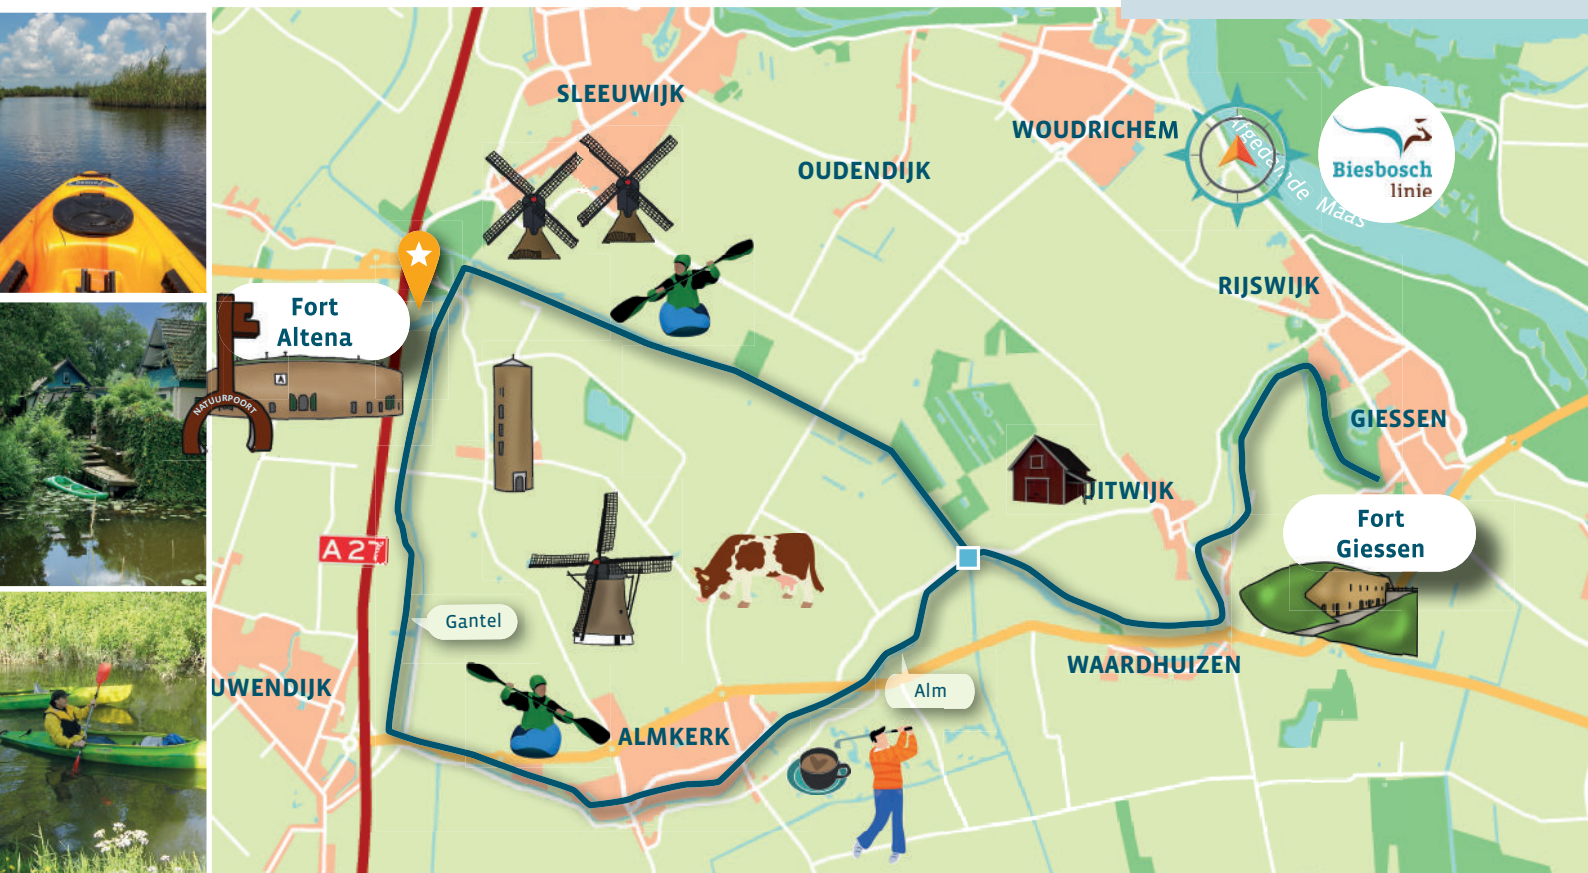 SLEEUWIJK
WOUDRICHEM
OUDENDIJK
Afgedamde Maas
Biesbosch
linie
RIJSWIJK
Fort
Altena
A
NATUURPOORT
GIESSEN
UITWIJK
Fort
Giessen
A 27
Gantel
UWENDIJK
WAARDHUIZEN
Alm
ALMKERK